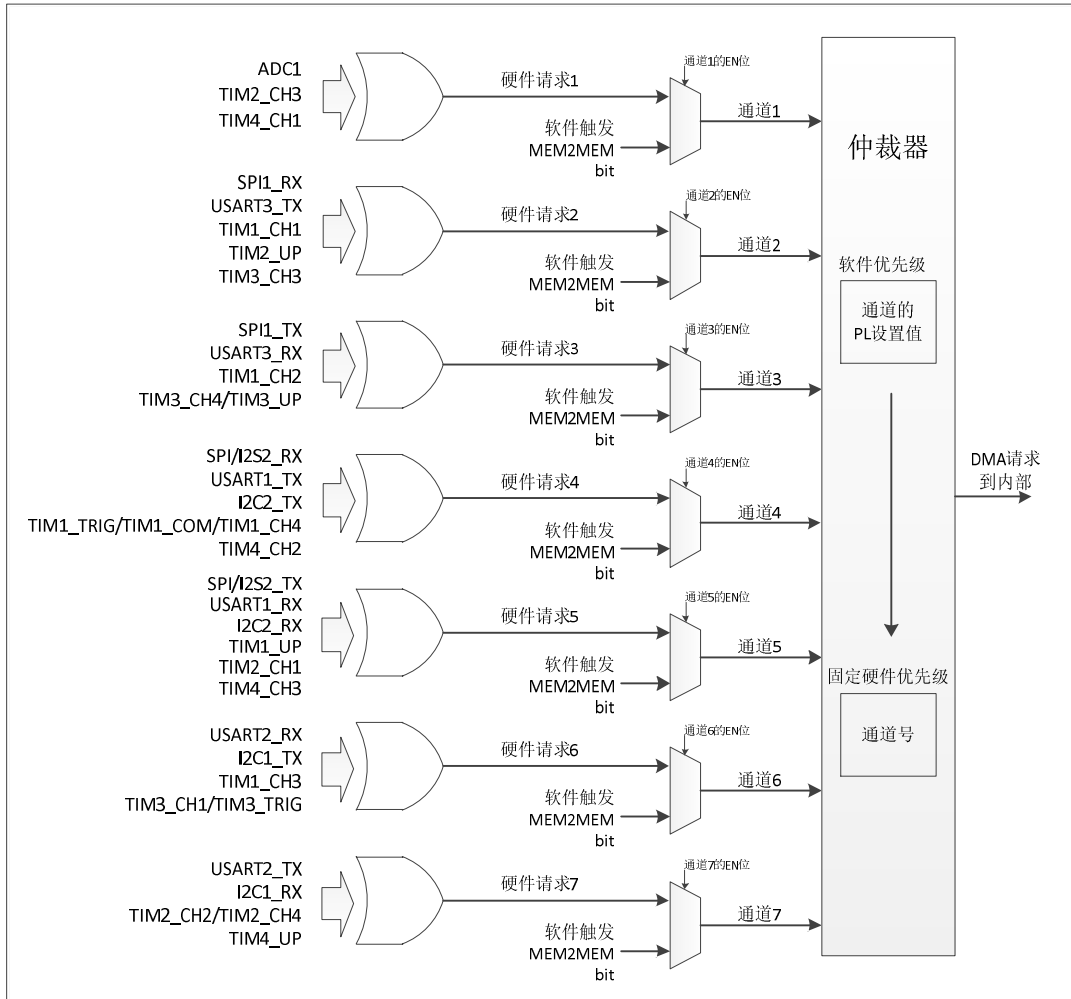 ADC1
TIM2_CH3
TIM4_CH1
硬件请求1
软件触发
MEM2MEM
bit
通道1的EN位
通道1
SPI1_RX
USART3_TX
TIM1_CH1
TIM2_UP
TIM3_CH3
硬件请求2
软件触发
MEM2MEM
bit
通道2的EN位
通道2
SPI1_TX
USART3_RX
TIM1_CH2
TIM3_CH4/TIM3_UP
硬件请求3
软件触发
MEM2MEM
bit
通道3的EN位
通道3
SPI/I2S2_RX
USART1_TX
I2C2_TX
TIM1_TRIG/TIM1_COM/TIM1_CH4
TIM4_CH2
硬件请求4
软件触发
MEM2MEM
bit
通道4的EN位
通道4
SPI/I2S2_TX
USART1_RX
I2C2_RX
TIM1_UP
TIM2_CH1
TIM4_CH3
硬件请求5
软件触发
MEM2MEM
bit
通道5的EN位
通道5
USART2_RX
I2C1_TX
TIM1_CH3
TIM3_CH1/TIM3_TRIG
硬件请求6
软件触发
MEM2MEM
bit
通道6的EN位
通道6
USART2_TX
I2C1_RX
TIM2_CH2/TIM2_CH4
TIM4_UP
硬件请求7
软件触发
MEM2MEM
bit
通道7的EN位
通道7
仲裁器
软件优先级
通道的
PL设置值
固定硬件优先级
通道号
DMA请求
到内部